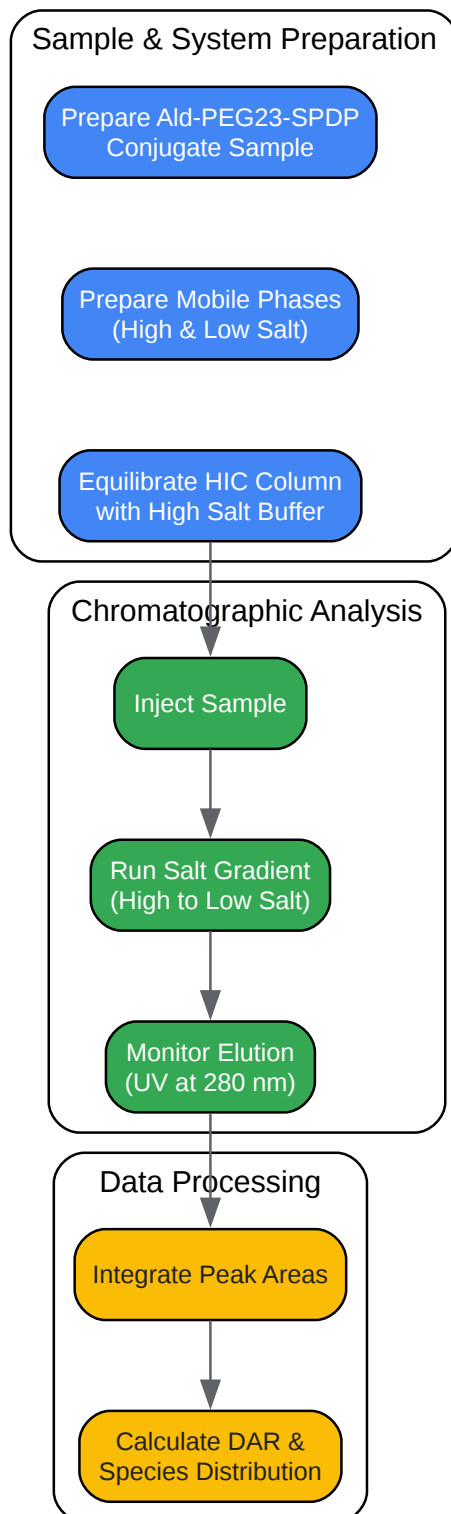 Sample & System Preparation
Prepare Ald-PEG23-SPDP
Conjugate Sample
Prepare Mobile Phases
(High & Low Salt)
Equilibrate HIC Column
with High Salt Buffer
Chromatographic Analysis
Inject Sample
Run Salt Gradient
(High to Low Salt)
Monitor Elution
(UV at 280 nm)
Data Processing
Integrate Peak Areas
Calculate DAR &
Species Distribution